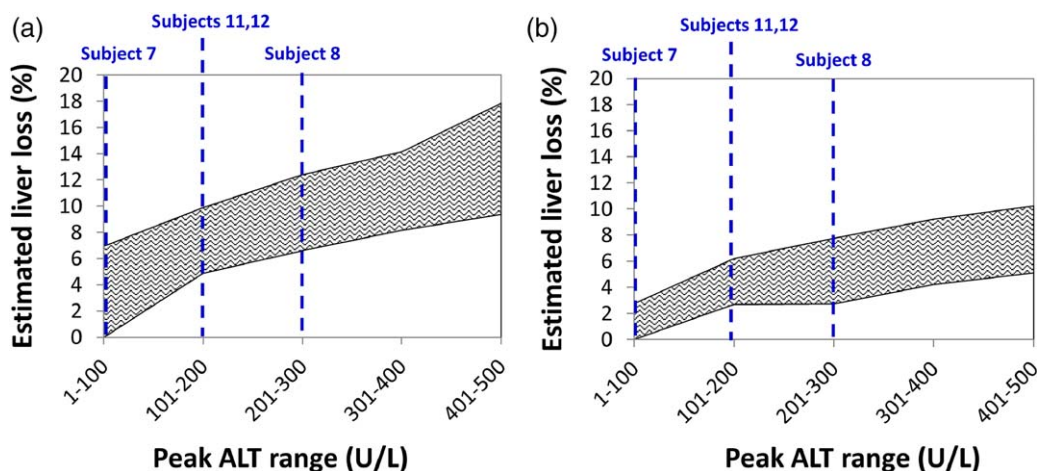 (a)
Subjects 11,12
Subject 7
Subject 8
Estimated liver loss (%)
20
18
16
14
12
10
8
6
4
2
0
1-100
101-200
201-300
301-400
401-500
Peak ALT range (U/L)
(b)
Subjects 11,12
Subject 7
Subject 8
Estimated liver loss (%)
20
18
16
14
12
10
8
6
4
2
0
1-100
101-200
201-300
301-400
401-500
Peak ALT range (U/L)